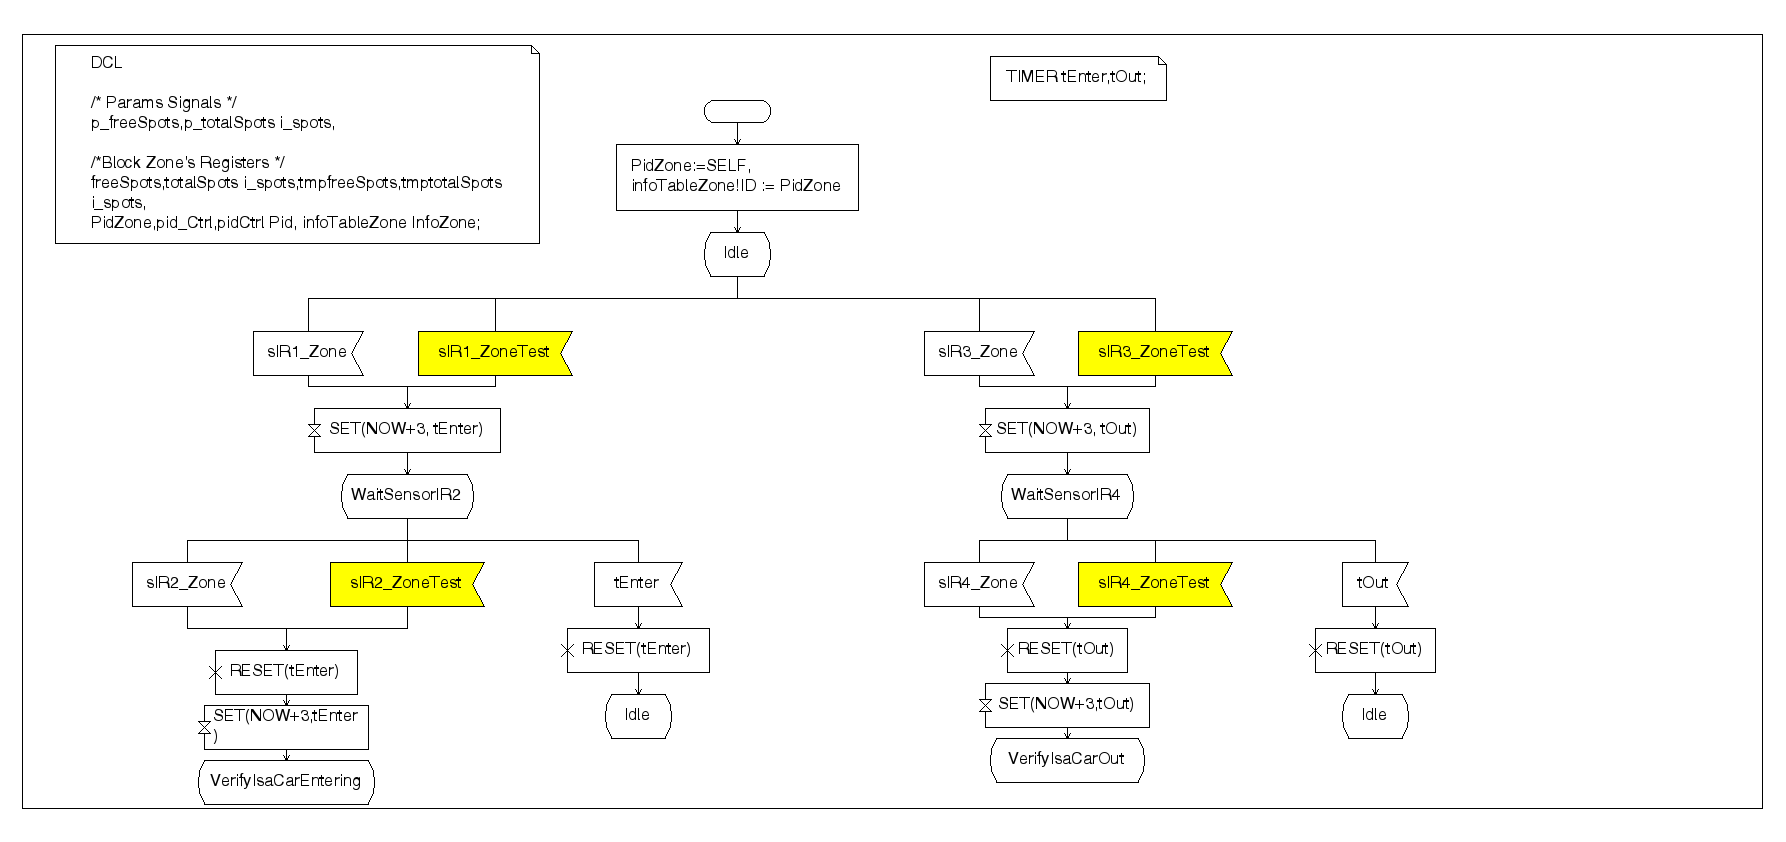 DCL
/* Params Signals */
p_freeSpots,p_totalSpots i_spots,
/*Block Zone's Registers */
freeSpots,totalSpots i_spots,tmpfreeSpots,tmptotalSpots
i_spots,
PidZone,pid_Ctrl,pidCtrl Pid, infoTableZone InfoZone;
TIMER tEnter,tOut;
PidZone:=SELF,
infoTableZone!ID := PidZone
Idle
sIR1_Zone
sIR1_ZoneTest
sIR3_Zone
sIR3_ZoneTest
SET(NOW+3, tEnter)
SET(NOW+3, tOut)
WaitSensorIR2
WaitSensorIR4
sIR2_Zone
sIR2_ZoneTest
tEnter
sIR4_Zone
sIR4_ZoneTest
tOut
RESET(tEnter)
RESET(tEnter)
RESET(tOut)
RESET(tOut)
SET(NOW+3,tEnter
)
Idle
SET(NOW+3,tOut)
Idle
VerifyIsaCarEntering
VerifyIsaCarOut